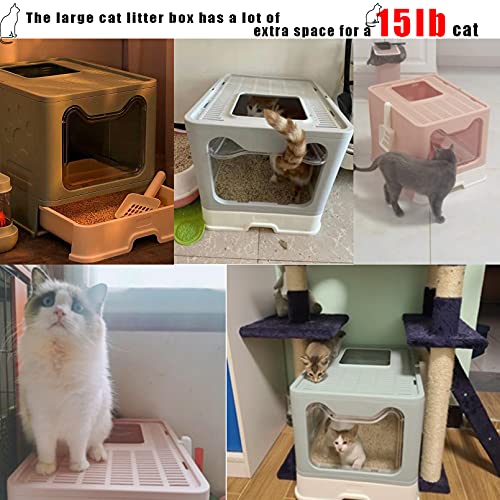 The large cat litter box has a lot of
extra space for a 15lb cat